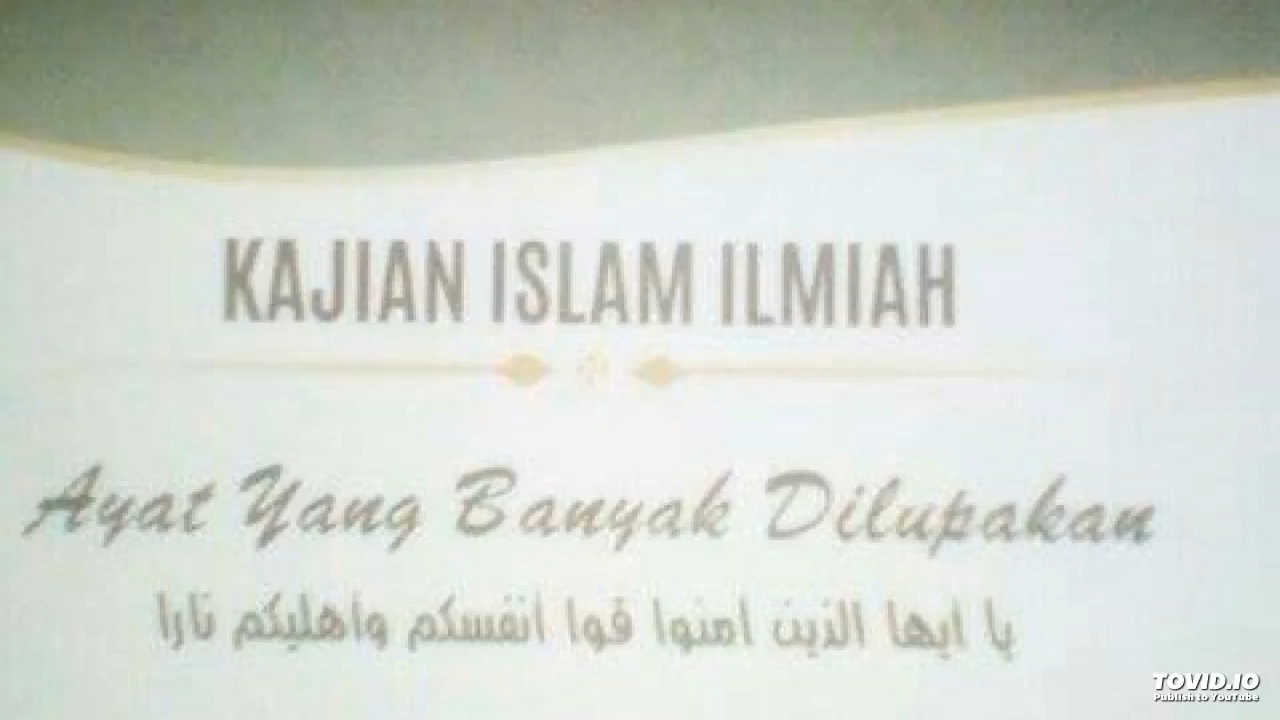 KAJIAN ISLAM ILMIAH
Ayat Yang Banyak Dilupakan
يا ايها الذين امنوا قوا انفسكم واهليكم نارا
TOVID.IO
Publish to YouTube